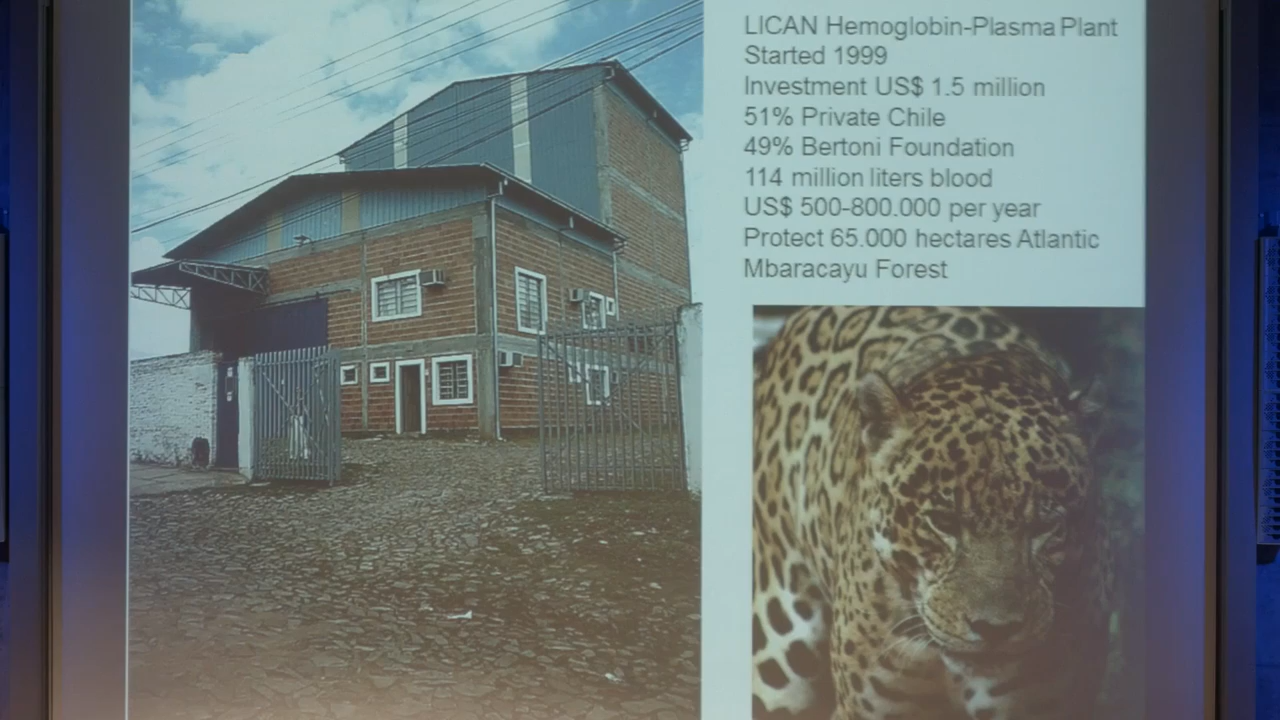 LICAN Hemoglobin-Plasma Plant
Started 1999
Investment US$ 1.5 million
51% Private Chile
49% Bertoni Foundation
114 million liters blood
US$ 500-800.000 per year
Protect 65.000 hectares Atlantic
Mbaracayu Forest